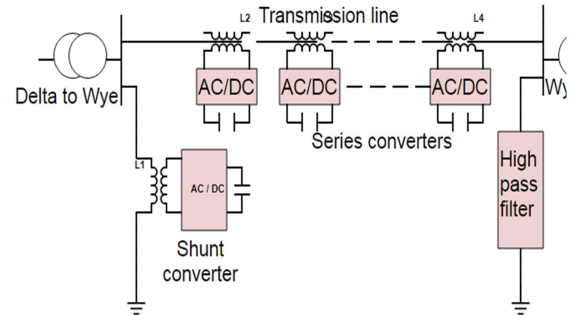 L2
Transmission line
L4
Delta to Wye
AC/DC
AC/DC
AC/DC
Wy
Series converters
L1
AC / DC
High
pass
filter
Shunt
converter